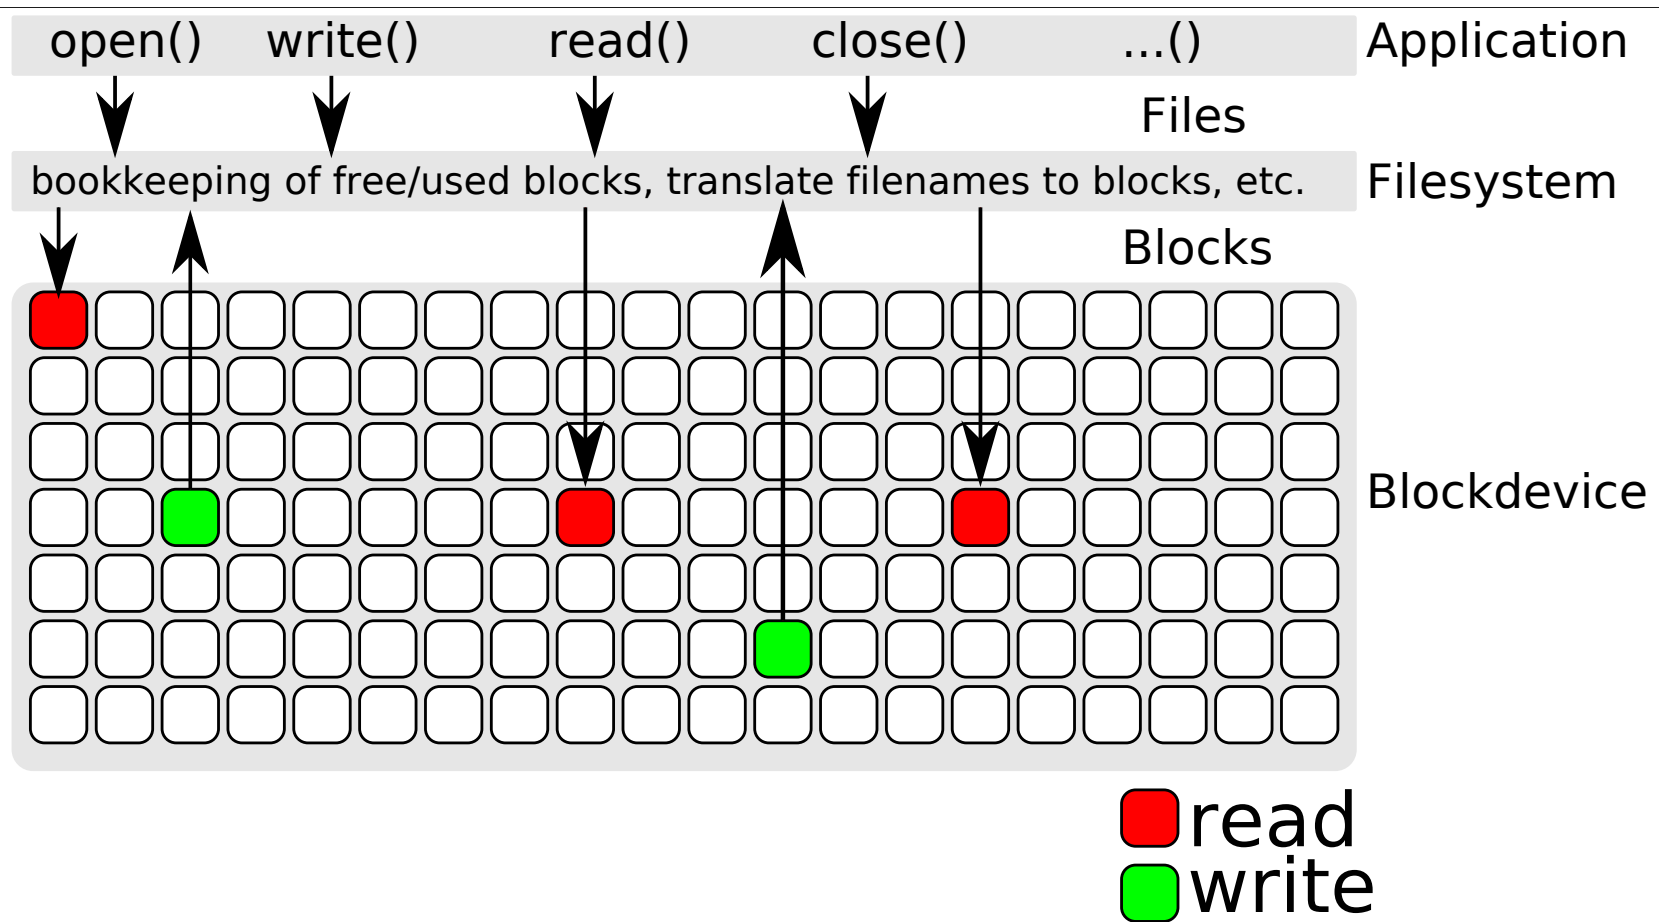 open() write() read() close() ...() Application
Files
bookkeeping of free/used blocks, translate filenames to blocks, etc. Filesystem
Blocks
Blockdevice
read
write